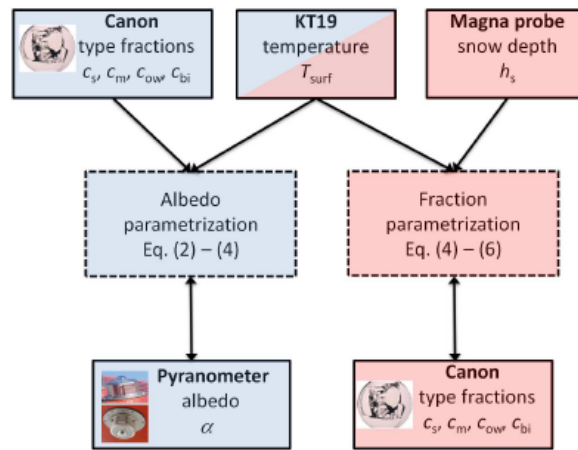 Canon
type fractions
cs, cm, cow, cbi
KT19
temperature
Tsurf
Magna probe
snow depth
hs
Albedo
parametrization
Eq. (2) – (4)
Fraction
parametrization
Eq. (4) – (6)
Pyranometer
albedo
α
Canon
type fractions
cs, cm, cow, cbi